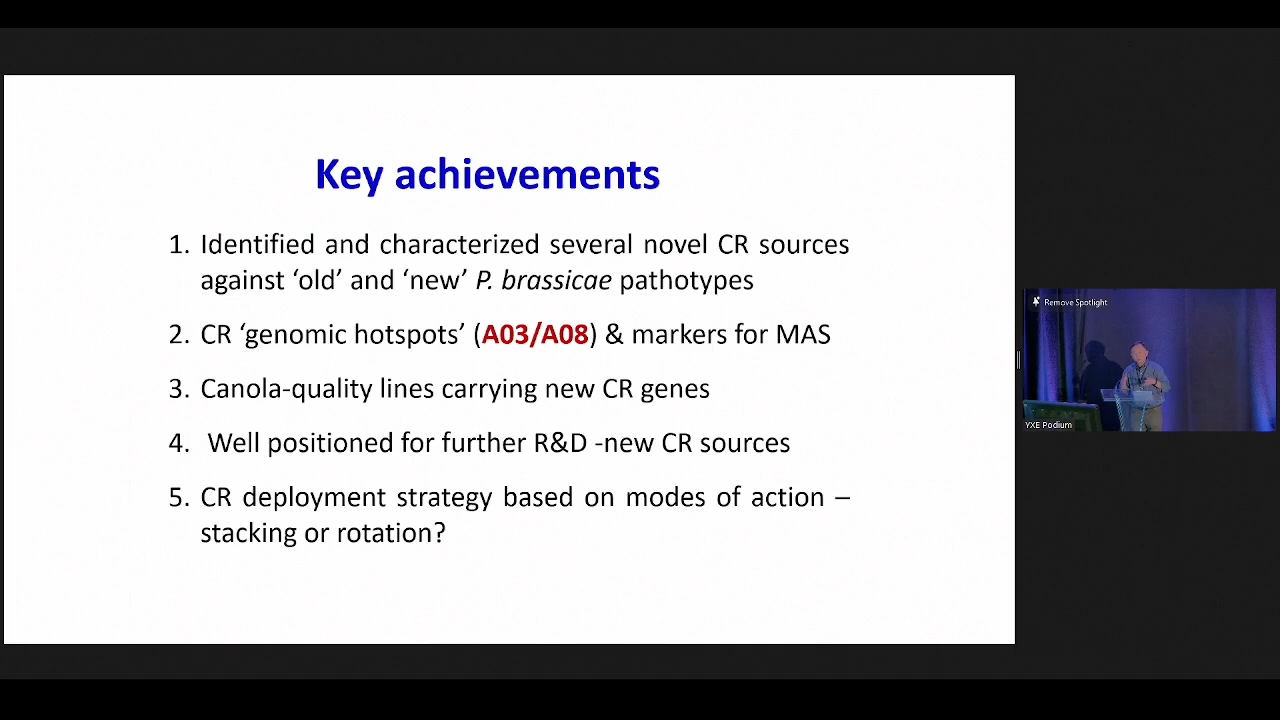 Key achievements
1. Identified and characterized several novel CR sources
against ‘old’ and ‘new’ P. brassicae pathotypes
2. CR ‘genomic hotspots’ (A03/A08) & markers for MAS
3. Canola-quality lines carrying new CR genes
4. Well positioned for further R&D -new CR sources
5. CR deployment strategy based on modes of action –
stacking or rotation?
Remove Spotlight
YXE Podium